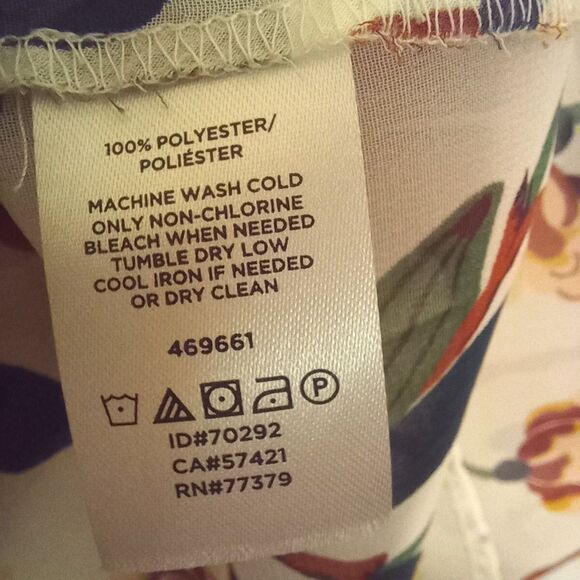 100% POLYESTER/
POLIÉSTER
MACHINE WASH COLD
ONLY NON-CHLORINE
BLEACH WHEN NEEDED
TUMBLE DRY LOW
COOL IRON IF NEEDED
OR DRY CLEAN
469661
P
ID#70292
CA#57421
RN#77379